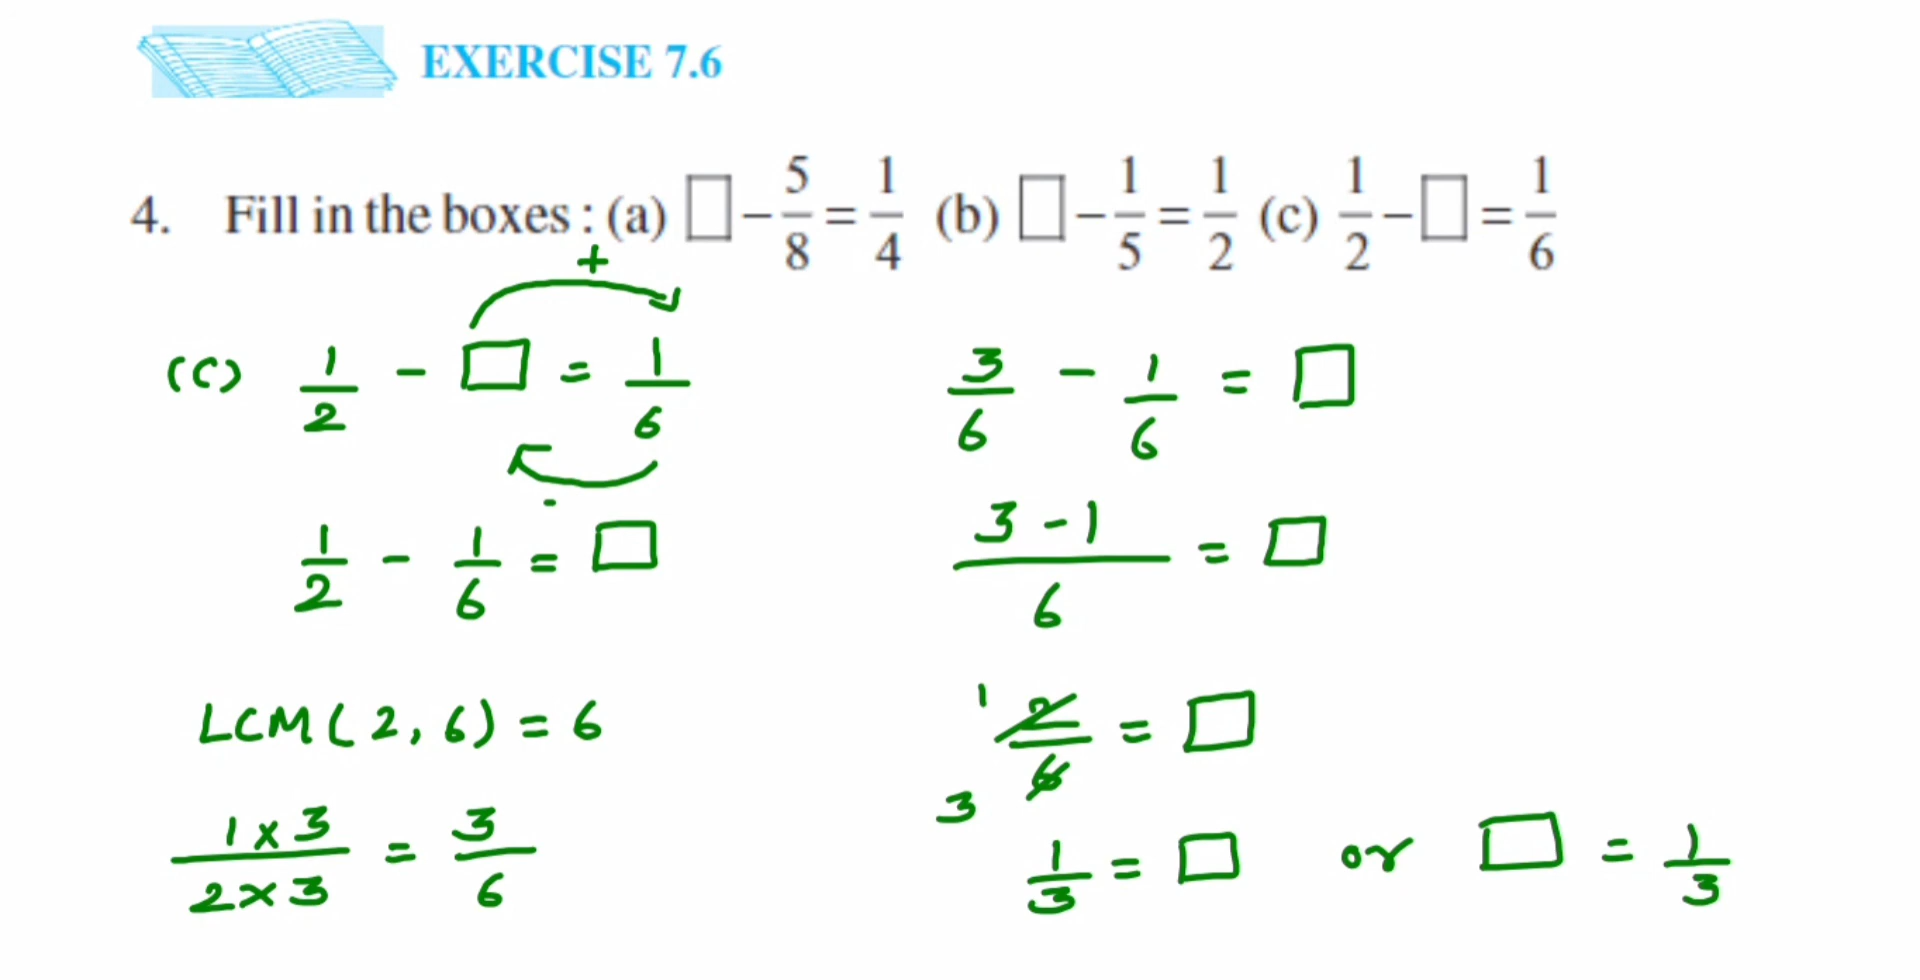 EXERCISE 7.6
4. Fill in the boxes : (a) □ - 5/8 = 1/4 (b) □ - 1/5 = 1/2 (c) 1/2 - □ = 1/6
+
(c) 1/2 - □ = 1/6
-
1/2 - 1/6 = □
LCM(2,6) = 6
1×3/2×3 = 3/6
3/6 - 1/6 = □
3-1/6 = □
1 2/6 = □
3
1/3 = □ or □ = 1/3